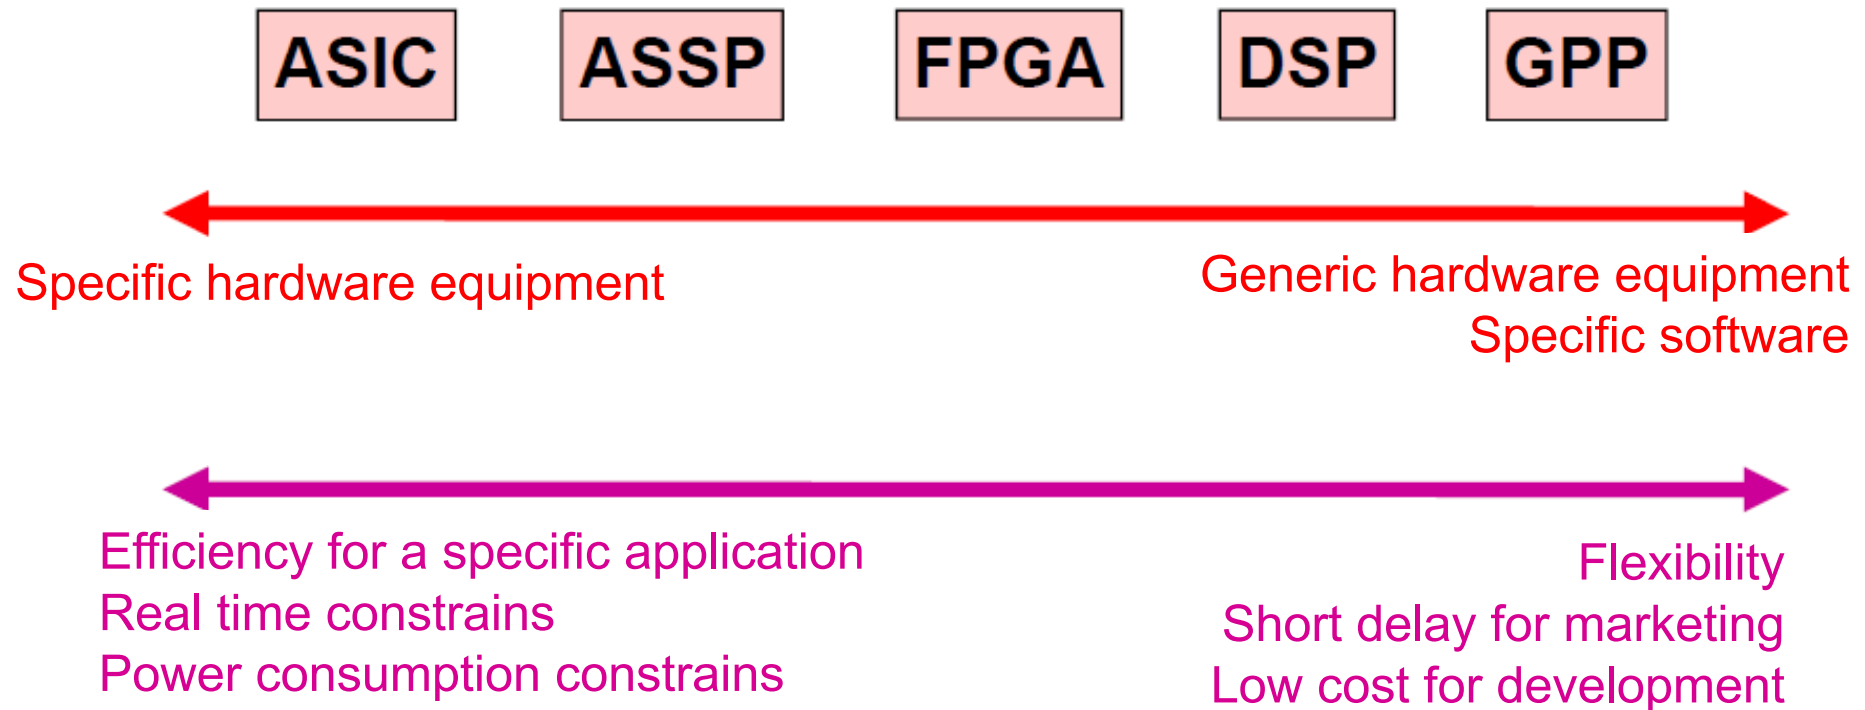 ASIC ASSP FPGA DSP GPP
Specific hardware equipment
Generic hardware equipment
Specific software
Efficiency for a specific application
Real time constrains
Power consumption constrains
Flexibility
Short delay for marketing
Low cost for development